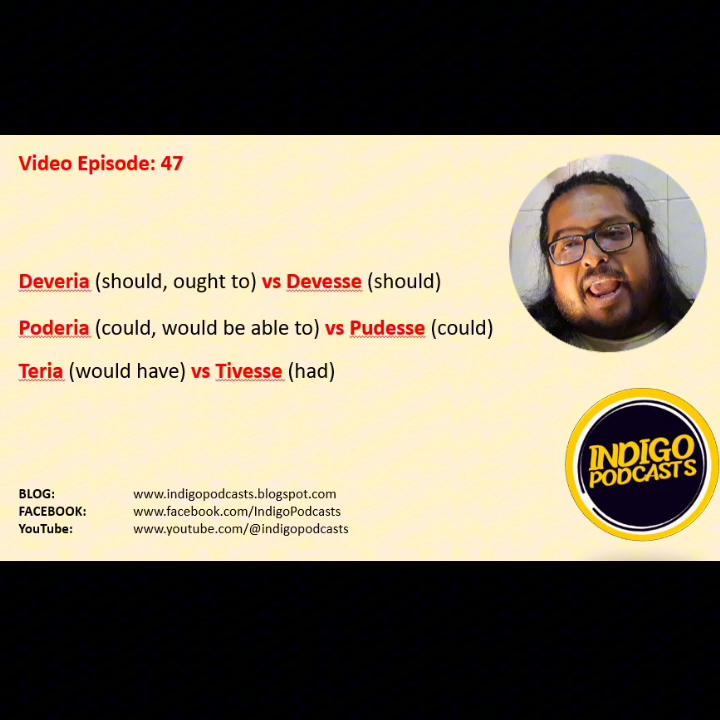 Video Episode: 47
Deveria (should, ought to) vs Devesse (should)
Poderia (could, would be able to) vs Pudesse (could)
Teria (would have) vs Tivesse (had)
INDIGO
PODCASTS
BLOG: www.indigopodcasts.blogspot.com
FACEBOOK: www.facebook.com/IndigoPodcasts
YouTube: www.youtube.com/@indigopodcasts